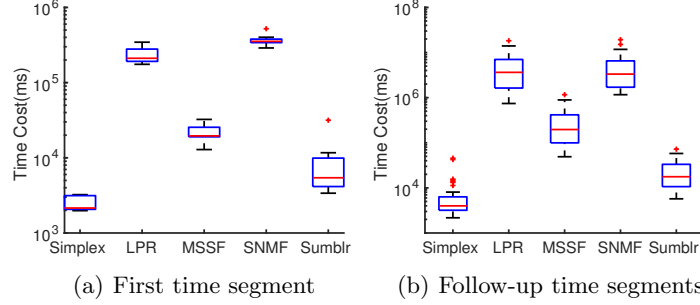 10^6
10^5
10^4
10^3
Time Cost(ms)
Simplex LPR MSSF SNMF Sumblr
(a) First time segment
10^8
10^6
10^4
Time Cost(ms)
Simplex LPR MSSF SNMF Sumblr
(b) Follow-up time segments